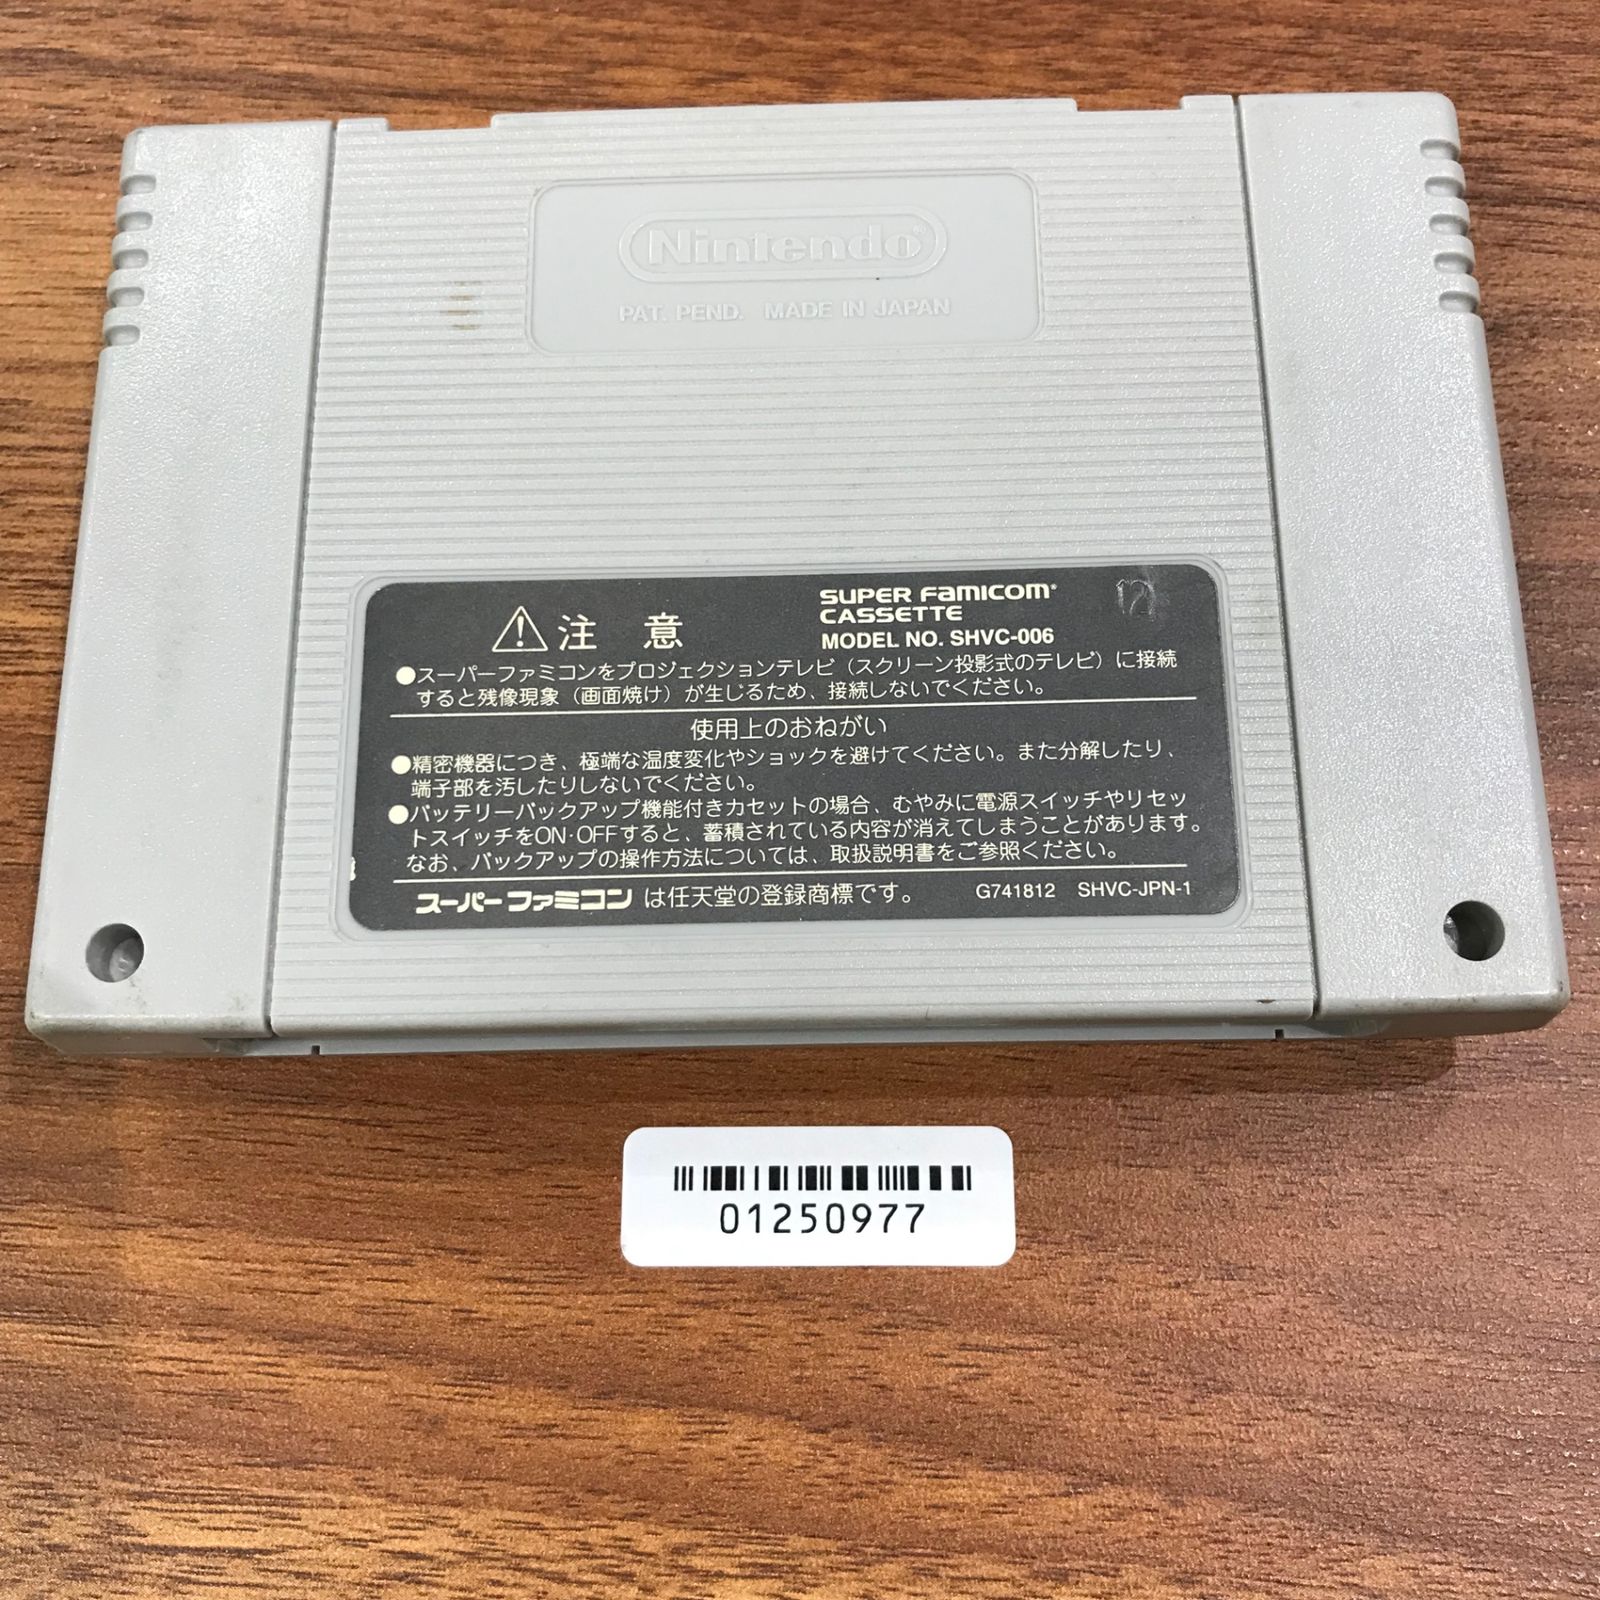 Nintendo®
PAT. PEND. MADE IN JAPAN
注 意
SUPER FAMICOM®
CASSETTE
MODEL NO. SHVC-006
●スーパーファミコンをプロジェクションテレビ（スクリーン投影式のテレビ）に接続
すると残像現象（画面焼け）が生じるため、接続しないでください。
使用上のおねがい
●精密機器につき、極端な温度変化やショックを避けてください。また分解したり、
端子部を汚したりしないでください。
●バッテリーバックアップ機能付きカセットの場合、むやみに電源スイッチやリセッ
トスイッチをON·OFFすると、蓄積されている内容が消えてしまうことがあります。
なお、バックアップの操作方法については、取扱説明書をご参照ください。
スーパーファミコン は任天堂の登録商標です。 G741812 SHVC-JPN-1
01250977